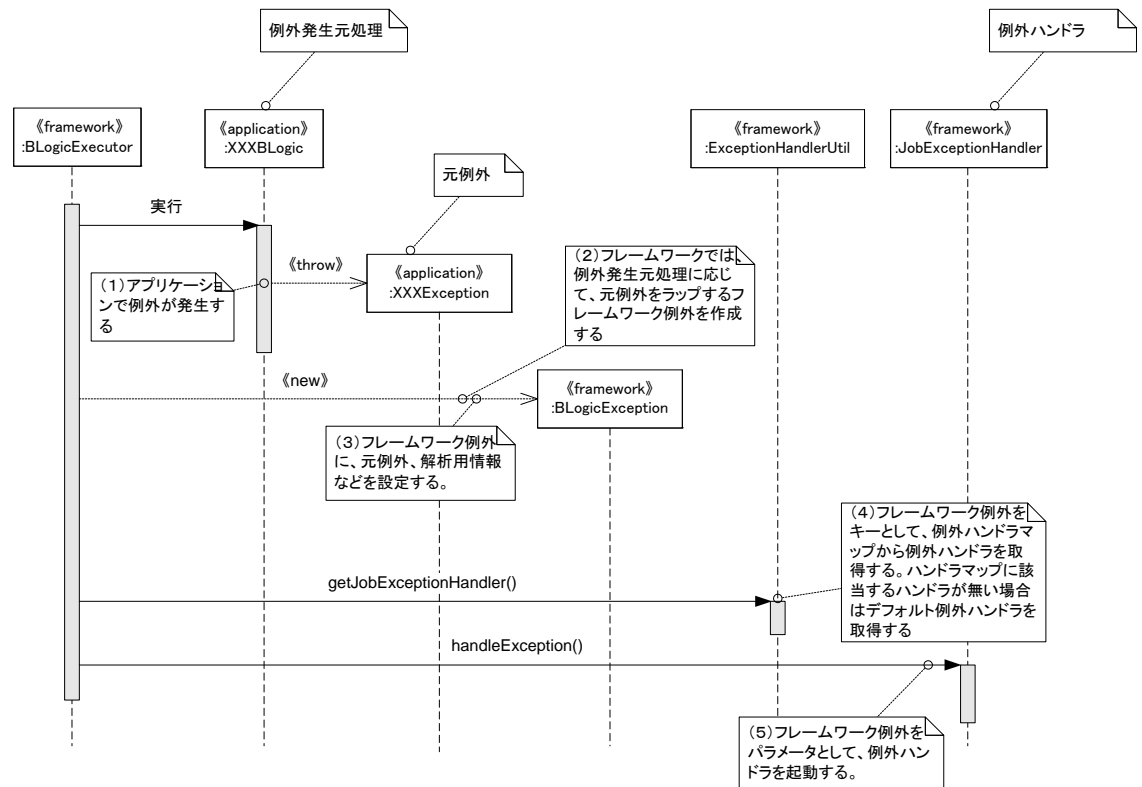 例外発生元処理
例外ハンドラ
《framework》
:BLogicExecutor
《application》
:XXXBLogic
《framework》
:ExceptionHandlerUtil
《framework》
:JobExceptionHandler
元例外
実行
《throw》
《application》
:XXXException
（１）アプリケーショ
ンで例外が発生す
る
（２）フレームワークでは、
例外発生元処理に応じ
て、元例外をラップするフ
レームワーク例外を作成
する
《new》
《framework》
:BLogicException
（３）フレームワーク例外
に、元例外、解析用情報
などを設定する。
（４）フレームワーク例外を
キーとして、例外ハンドラマ
ップから例外ハンドラを取
得する。ハンドラマップに該
当するハンドラが無い場合
はデフォルト例外ハンドラを
取得する
getJobExceptionHandler()
handleException()
（５）フレームワーク例外を
パラメータとして、例外ハン
ドラを起動する。